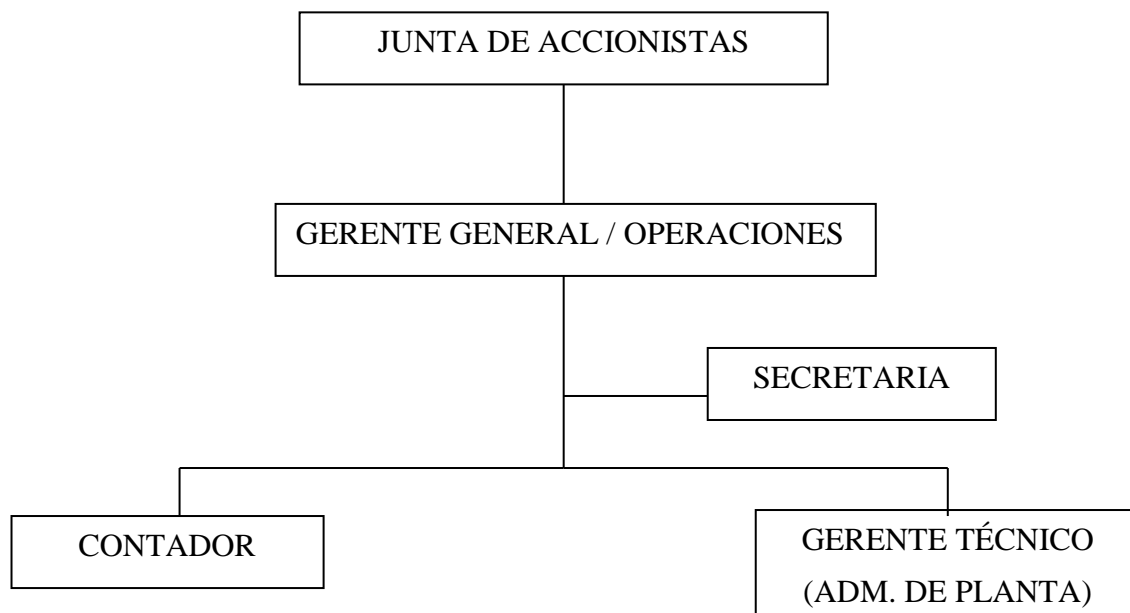 JUNTA DE ACCIONISTAS
GERENTE GENERAL / OPERACIONES
SECRETARIA
CONTADOR
GERENTE TÉCNICO
(ADM. DE PLANTA)